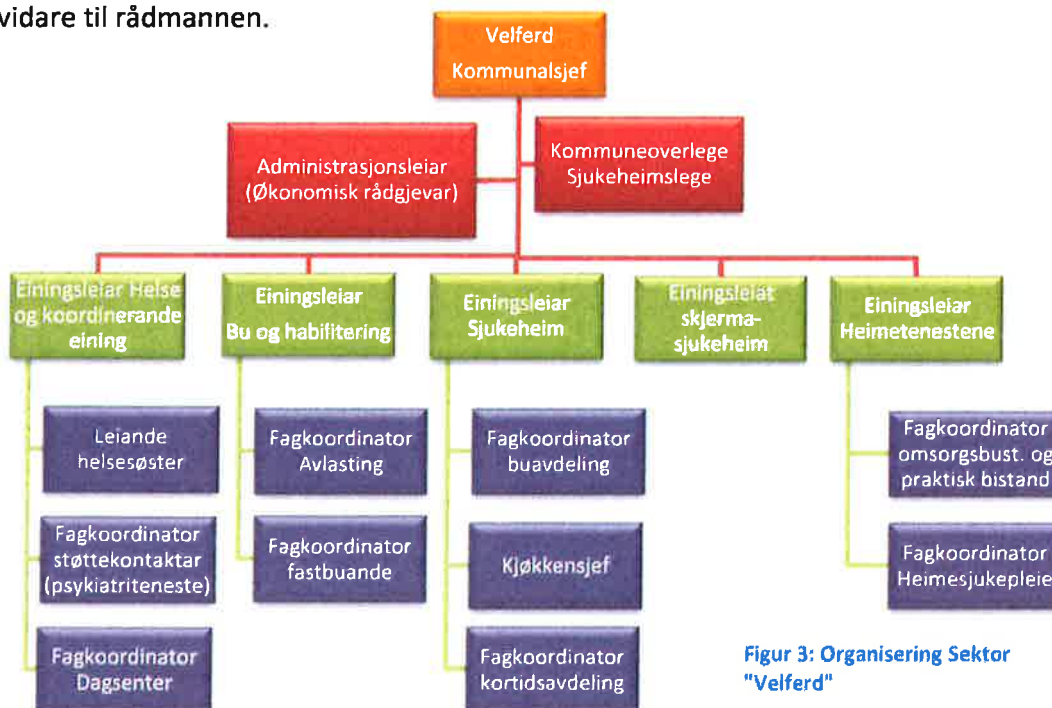 vidare til rådmannen.
Velferd
Kommunalsjef
Administrasjonsleiar
(Økonomisk rådgjevar)
Kommuneoverlege
Sjukeheimslege
Einingsleiar Helse
og koordinerande
eining
Einingsleiar
Bu og habilitering
Einingsleiar
Sjukeheim
Einingsleiar
skjerma-
sjukeheim
Einingsleiar
Heimetenestene
Leiande
helsesøster
Fagkoordinator
støttekontaktar
(psykiatriteneste)
Fagkoordinator
Dagsenter
Fagkoordinator
Avlasting
Fagkoordinator
fastbuande
Fagkoordinator
buavdeling
Kjøkkensjef
Fagkoordinator
kortidsavdeling
Fagkoordinator
omsorgsbust. og
praktisk bistand
Fagkoordinator
Heimesjukepleie
Figur 3: Organisering Sektor
"Velferd"